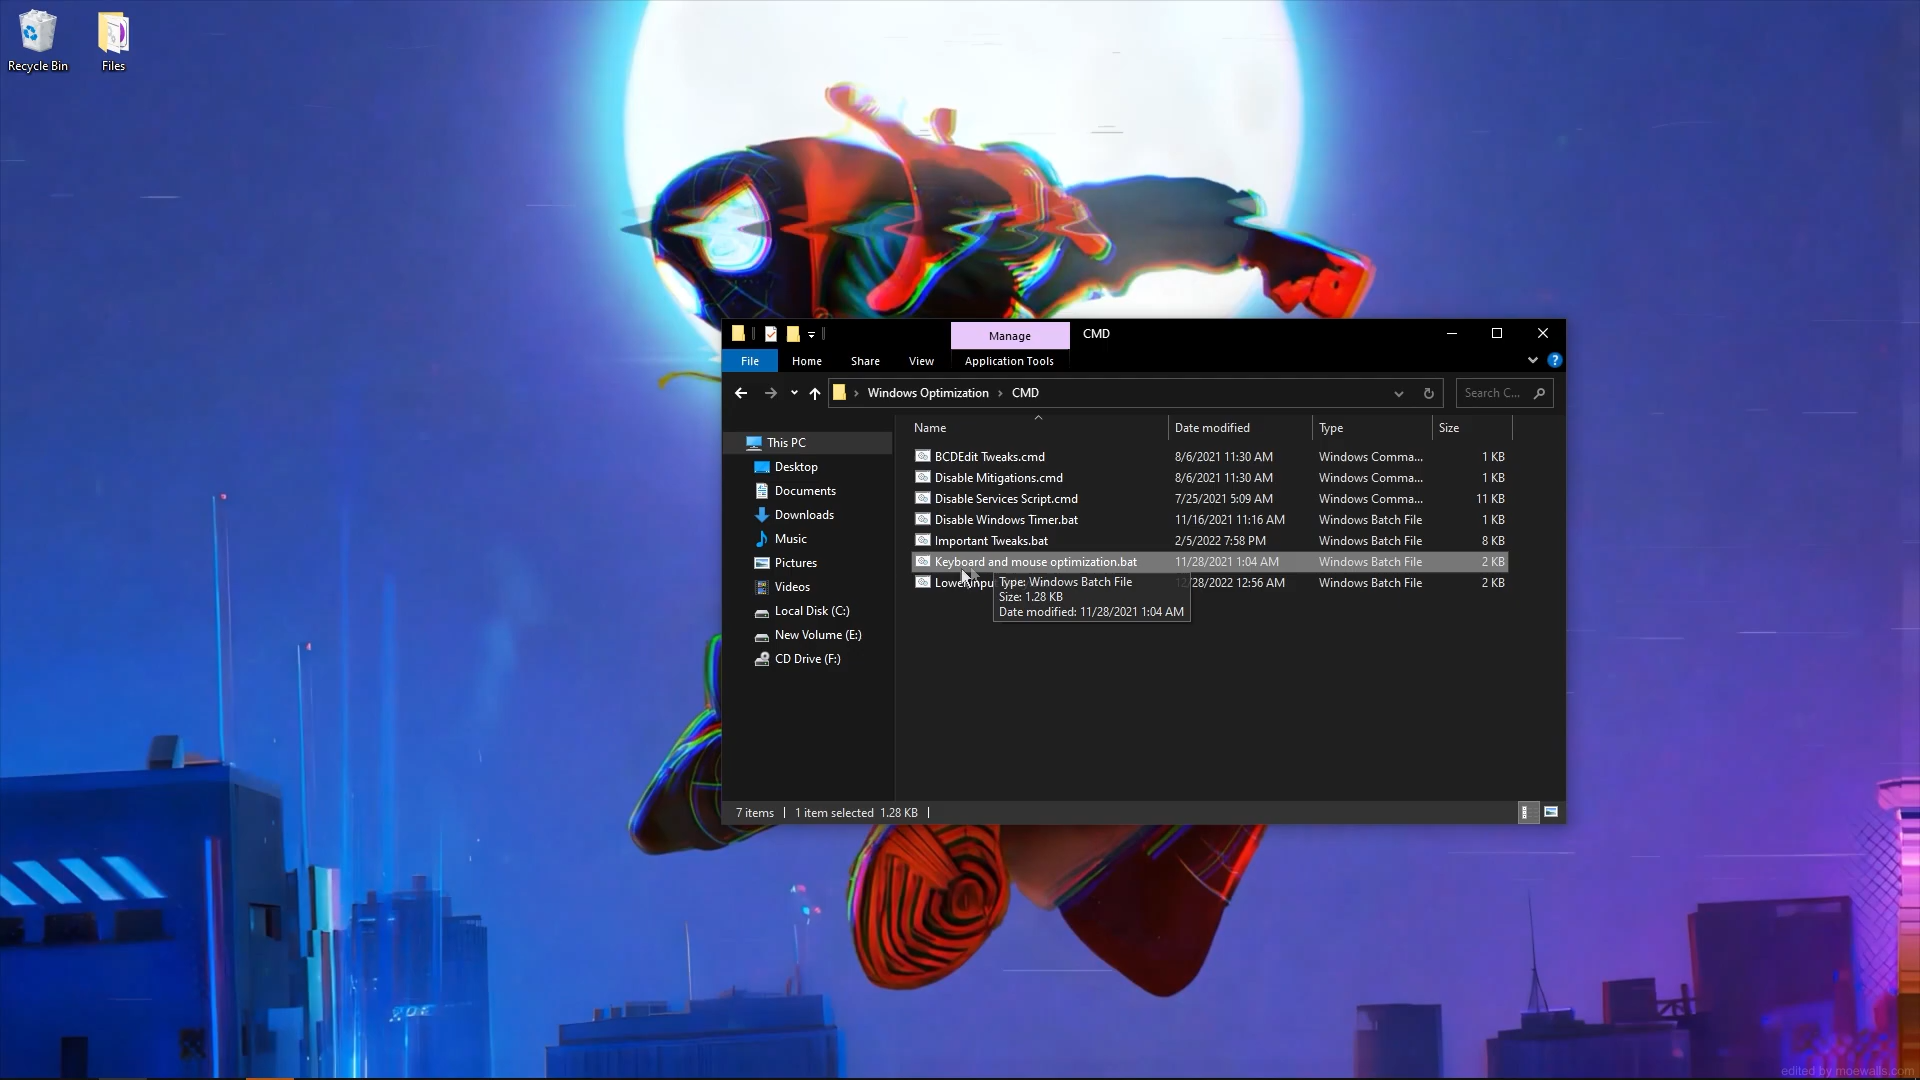 Recycle Bin
Files
Manage
CMD
File
Home
Share
View
Application Tools
Windows Optimization
CMD
Search C...
Name
Date modified
Type
Size
This PC
Desktop
Documents
Downloads
Music
Pictures
Videos
Local Disk (C:)
New Volume (E:)
CD Drive (F:)
BCDEdit Tweaks.cmd 8/6/2021 11:30 AM Windows Comma... 1 KB
Disable Mitigations.cmd 8/6/2021 11:30 AM Windows Comma... 1 KB
Disable Services Script.cmd 7/25/2021 5:09 AM Windows Comma... 11 KB
Disable Windows Timer.bat 11/16/2021 11:16 AM Windows Batch File 1 KB
Important Tweaks.bat 2/5/2022 7:58 PM Windows Batch File 8 KB
Keyboard and mouse optimization.bat 11/28/2021 1:04 AM Windows Batch File 2 KB
28/2022 12:56 AM Windows Batch File 2 KB
Type: Windows Batch File
Size: 1.28 KB
Date modified: 11/28/2021 1:04 AM
7 items
1 item selected 1.28 KB
edited by moewalls.com